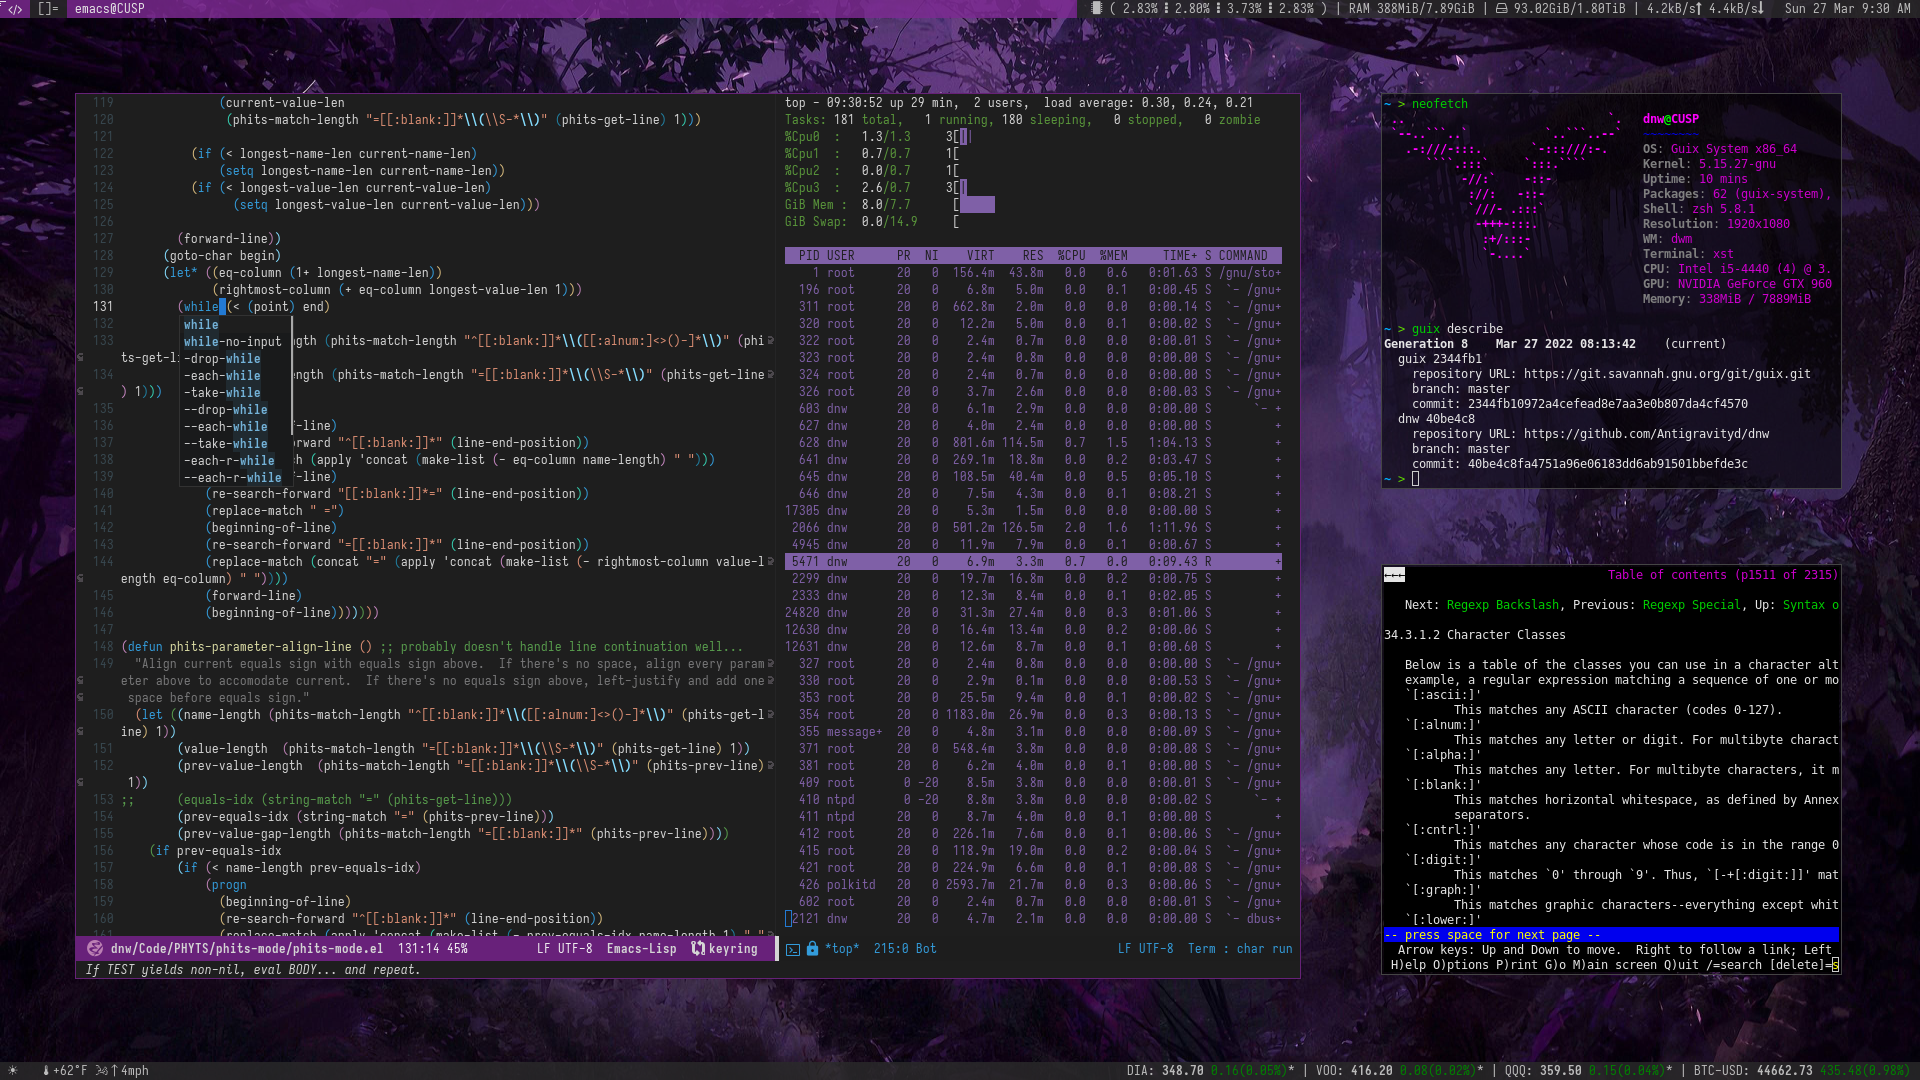 </> []= emacs@CUSP
( 2.83% 2.80% 3.73% 2.83% ) | RAM 388MiB/7.89GiB | 93.02GiB/1.80TiB | 4.2kB/s 4.4kB/s Sun 27 Mar 9:30 AM
119 (current-value-len
120 (phits-match-length "=[[:blank:]]*\\(\\S-*\\)" (phits-get-line) 1)))
121
122 (if (< longest-name-len current-name-len)
123 (setq longest-name-len current-name-len))
124 (if (< longest-value-len current-value-len)
125 (setq longest-value-len current-value-len)))
126
127 (forward-line))
128 (goto-char begin)
129 (let* ((eq-column (1+ longest-name-len))
130 (rightmost-column (+ eq-column longest-value-len 1)))
131 (while (< (point) end)
132 while
while-no-input
133 ngth (phits-match-length "^[[:blank:]]*\\([[:alnum:]<>()-]*\\)" (phi
ts-get-li -drop-while
134 -each-while ength (phits-match-length "=[[:blank:]]*\\(\\S-*\\)" (phits-get-line
) 1))) -take-while
135 --drop-while
136 --each-while f-line)
137 --take-while orward "^[[:blank:]]*" (line-end-position))
138 -each-r-while ch (apply 'concat (make-list (- eq-column name-length) " ")))
139 --each-r-while f-line)
140 (re-search-forward "[[:blank:]]*=" (line-end-position))
141 (replace-match " =")
142 (beginning-of-line)
143 (re-search-forward "=[[:blank:]]*" (line-end-position))
144 (replace-match (concat "=" (apply 'concat (make-list (- rightmost-column value-l
ength eq-column) " "))))
145 (forward-line)
146 (beginning-of-line)))))))
147
148 (defun phits-parameter-align-line () ;; probably doesn't handle line continuation well...
149 "Align current equals sign with equals sign above. If there's no space, align every param
eter above to accomodate current. If there's no equals sign above, left-justify and add one
space before equals sign."
150 (let ((name-length (phits-match-length "^[[:blank:]]*\\([[:alnum:]<>()-]*\\)" (phits-get-l
ine) 1))
151 (value-length (phits-match-length "=[[:blank:]]*\\(\\S-*\\)" (phits-get-line) 1))
152 (prev-value-length (phits-match-length "=[[:blank:]]*\\(\\S-*\\)" (phits-prev-line)
1))
153 ;; (equals-idx (string-match "=" (phits-get-line)))
154 (prev-equals-idx (string-match "=" (phits-prev-line)))
155 (prev-value-gap-length (phits-match-length "=[[:blank:]]*" (phits-prev-line))))
156 (if prev-equals-idx
157 (if (< name-length prev-equals-idx)
158 (progn
159 (beginning-of-line)
160 (re-search-forward "^[[:blank:]]*" (line-end-position))
dnw/Code/PHYTS/phits-mode/phits-mode.el 131:14 45% LF UTF-8 Emacs-Lisp keyring
If TEST yields non-nil, eval BODY... and repeat.
top - 09:30:52 up 29 min, 2 users, load average: 0.30, 0.24, 0.21
Tasks: 181 total, 1 running, 180 sleeping, 0 stopped, 0 zombie
%Cpu0 : 1.3/1.3 3[||
%Cpu1 : 0.7/0.7 1[
%Cpu2 : 0.0/0.7 1[
%Cpu3 : 2.6/0.7 3[|
GiB Mem : 8.0/7.7 [
GiB Swap: 0.0/14.9 [
PID USER PR NI VIRT RES %CPU %MEM TIME+ S COMMAND
1 root 20 0 156.4m 43.8m 0.0 0.6 0:01.63 S /gnu/sto+
196 root 20 0 6.8m 5.0m 0.0 0.1 0:00.45 S `- /gnu+
311 root 20 0 662.8m 2.0m 0.0 0.0 0:00.14 S `- /gnu+
320 root 20 0 12.2m 5.0m 0.0 0.1 0:00.02 S `- /gnu+
322 root 20 0 2.4m 0.7m 0.0 0.0 0:00.01 S `- /gnu+
323 root 20 0 2.4m 0.8m 0.0 0.0 0:00.00 S `- /gnu+
324 root 20 0 2.4m 0.7m 0.0 0.0 0:00.00 S `- /gnu+
326 root 20 0 3.7m 2.6m 0.0 0.0 0:00.03 S `- /gnu+
603 dnw 20 0 6.1m 2.9m 0.0 0.0 0:00.00 S `- +
627 dnw 20 0 4.0m 2.4m 0.0 0.0 0:00.00 S +
628 dnw 20 0 801.6m 114.5m 0.7 1.5 1:04.13 S +
641 dnw 20 0 269.1m 18.8m 0.0 0.2 0:03.47 S +
645 dnw 20 0 108.5m 40.4m 0.0 0.5 0:05.10 S +
646 dnw 20 0 7.5m 4.3m 0.0 0.1 0:08.21 S +
17305 dnw 20 0 5.3m 1.5m 0.0 0.0 0:00.00 S +
2066 dnw 20 0 501.2m 126.5m 2.0 1.6 1:11.96 S +
4945 dnw 20 0 11.9m 7.9m 0.0 0.1 0:00.67 S +
5471 dnw 20 0 6.9m 3.3m 0.7 0.0 0:09.43 R +
2299 dnw 20 0 19.7m 16.8m 0.0 0.2 0:00.75 S +
2333 dnw 20 0 12.3m 8.4m 0.0 0.1 0:02.05 S +
24820 dnw 20 0 31.3m 27.4m 0.0 0.3 0:01.06 S +
12630 dnw 20 0 16.4m 13.4m 0.0 0.2 0:00.06 S +
12631 dnw 20 0 12.6m 8.7m 0.0 0.1 0:00.60 S +
327 root 20 0 2.4m 0.8m 0.0 0.0 0:00.00 S `- /gnu+
330 root 20 0 2.9m 0.1m 0.0 0.0 0:00.53 S `- /gnu+
353 root 20 0 25.5m 9.4m 0.0 0.1 0:00.02 S `- /gnu+
354 root 20 0 1183.0m 26.9m 0.0 0.3 0:00.13 S `- /gnu+
355 message+ 20 0 4.8m 3.1m 0.0 0.0 0:00.09 S `- /gnu+
371 root 20 0 548.4m 3.8m 0.0 0.0 0:00.08 S `- /gnu+
381 root 20 0 6.2m 4.0m 0.0 0.1 0:00.00 S `- /gnu+
409 root 0 -20 8.5m 3.8m 0.0 0.0 0:00.01 S `- /gnu+
410 ntpd 0 -20 8.8m 3.8m 0.0 0.0 0:00.02 S `- +
411 ntpd 20 0 8.7m 4.0m 0.0 0.1 0:00.00 S +
412 root 20 0 226.1m 7.6m 0.0 0.1 0:00.06 S `- /gnu+
415 root 20 0 118.9m 19.0m 0.0 0.2 0:00.04 S `- /gnu+
421 root 20 0 224.9m 6.6m 0.0 0.1 0:00.08 S `- /gnu+
426 polkitd 20 0 2593.7m 21.7m 0.0 0.3 0:00.06 S `- /gnu+
602 root 20 0 2.4m 0.7m 0.0 0.0 0:00.01 S `- /gnu+
2121 dnw 20 0 4.7m 2.1m 0.0 0.0 0:00.00 S `- dbus+
*top* 215:0 Bot LF UTF-8 Term : char run
~ > neofetch
dnw@CUSP
OS: Guix System x86_64
Kernel: 5.15.27-gnu
Uptime: 10 mins
Packages: 62 (guix-system),
Shell: zsh 5.8.1
Resolution: 1920x1080
WM: dwm
Terminal: xst
CPU: Intel i5-4440 (4) @ 3.
GPU: NVIDIA GeForce GTX 960
Memory: 338MiB / 7889MiB
~ > guix describe
Generation 8 Mar 27 2022 08:13:42 (current)
guix 2344fb1
repository URL: https://git.savannah.gnu.org/git/guix.git
branch: master
commit: 2344fb10972a4cefead8e7aa3e0b807da4cf4570
dnw 40be4c8
repository URL: https://github.com/Antigravityd/dnw
branch: master
commit: 40be4c8fa4751a96e06183dd6ab91501bbefde3c
~ >
←←← Table of contents (p1511 of 2315)
Next: Regexp Backslash, Previous: Regexp Special, Up: Syntax o
34.3.1.2 Character Classes
Below is a table of the classes you can use in a character alt
example, a regular expression matching a sequence of one or mo
`[:ascii:]'
This matches any ASCII character (codes 0-127).
`[:alnum:]'
This matches any letter or digit. For multibyte charact
`[:alpha:]'
This matches any letter. For multibyte characters, it m
`[:blank:]'
This matches horizontal whitespace, as defined by Annex
separators.
`[:cntrl:]'
This matches any character whose code is in the range 0
`[:digit:]'
This matches `0' through `9'. Thus, `[-+[:digit:]]' mat
`[:graph:]'
This matches graphic characters--everything except whit
`[:lower:]'
-- press space for next page --
Arrow keys: Up and Down to move. Right to follow a link; Left
H)elp O)ptions P)rint G)o M)ain screen Q)uit /=search [delete]=s
+62°F ↑4mph
DIA: 348.70 0.16(0.05%)* | VOO: 416.20 0.08(0.02%)* | QQQ: 359.50 0.15(0.04%)* | BTC-USD: 44662.73 435.48(0.98%)